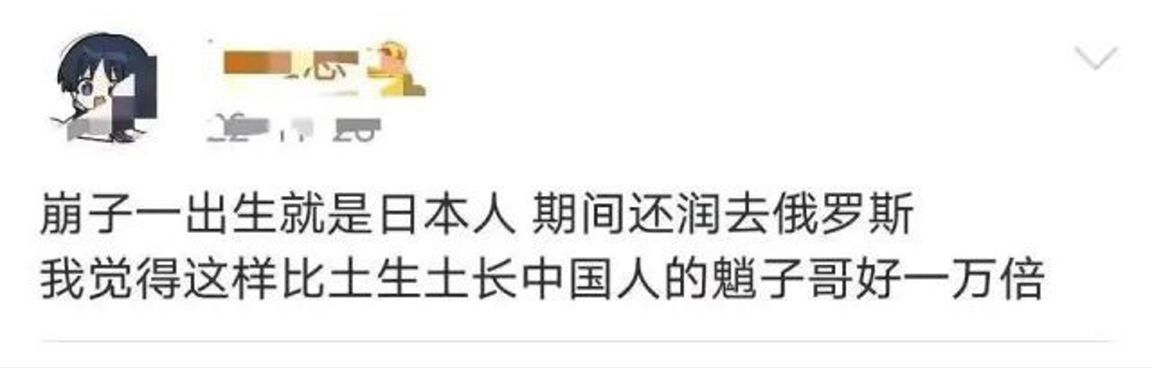 崩子一出生就是日本人 期间还润去俄罗斯
我觉得这样比土生土长中国人的魈子哥好一万倍